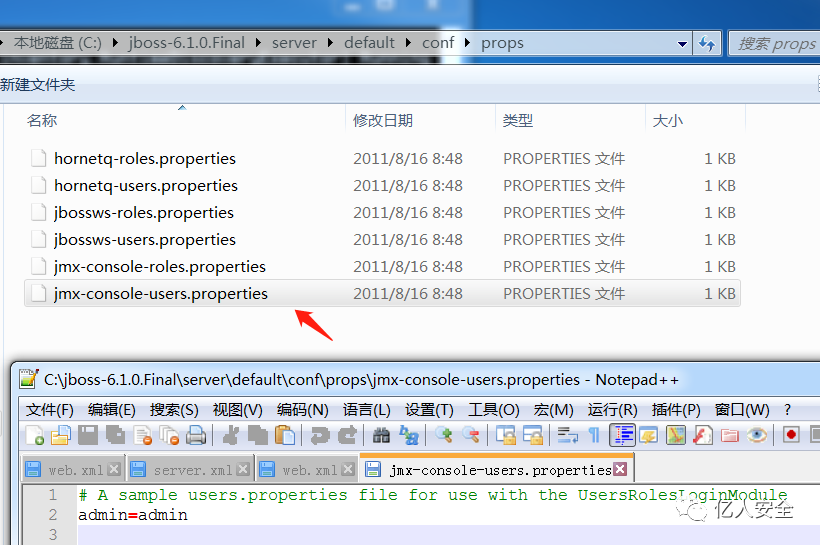 本地磁盘 (C:) jboss-6.1.0.Final server default conf props 搜索 props
新建文件夹
名称 修改日期 类型 大小
hornetq-roles.properties 2011/8/16 8:48 PROPERTIES 文件 1 KB
hornetq-users.properties 2011/8/16 8:48 PROPERTIES 文件 1 KB
jbossws-roles.properties 2011/8/16 8:48 PROPERTIES 文件 1 KB
jbossws-users.properties 2011/8/16 8:48 PROPERTIES 文件 1 KB
jmx-console-roles.properties 2011/8/16 8:48 PROPERTIES 文件 1 KB
jmx-console-users.properties 2011/8/16 8:48 PROPERTIES 文件 1 KB
C:\jboss-6.1.0.Final\server\default\conf\props\jmx-console-users.properties - Notepad++
文件(F) 编辑(E) 搜索(S) 视图(V) 编码(N) 语言(L) 设置(T) 工具(O) 宏(M) 运行(R) 插件(P) 窗口(W) ?
web.xml server.xml web.xml jmx-console-users.properties
1 # A sample users.properties file for use with the UsersRolesLoginModule
2 admin=admin
3
亿人安全